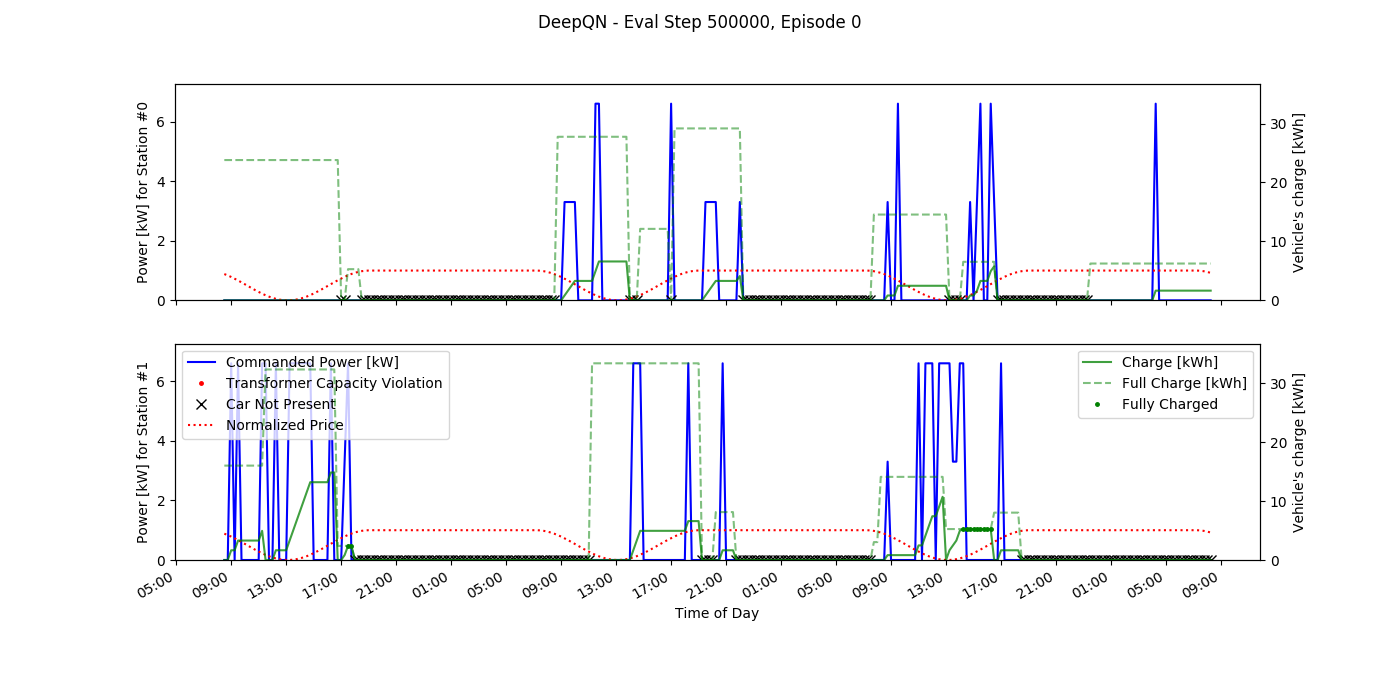 DeepQN - Eval Step 500000, Episode 0
Power [kW] for Station #0
6
4
2
0
30
20
10
0
Vehicle's charge [kWh]
Power [kW] for Station #1
6
4
2
0
Commanded Power [kW]
Transformer Capacity Violation
Car Not Present
Normalized Price
Charge [kWh]
Full Charge [kWh]
Fully Charged
30
20
10
0
Vehicle's charge [kWh]
05:00
09:00
13:00
17:00
21:00
01:00
05:00
09:00
13:00
17:00
21:00
01:00
05:00
09:00
13:00
17:00
21:00
01:00
05:00
09:00
Time of Day